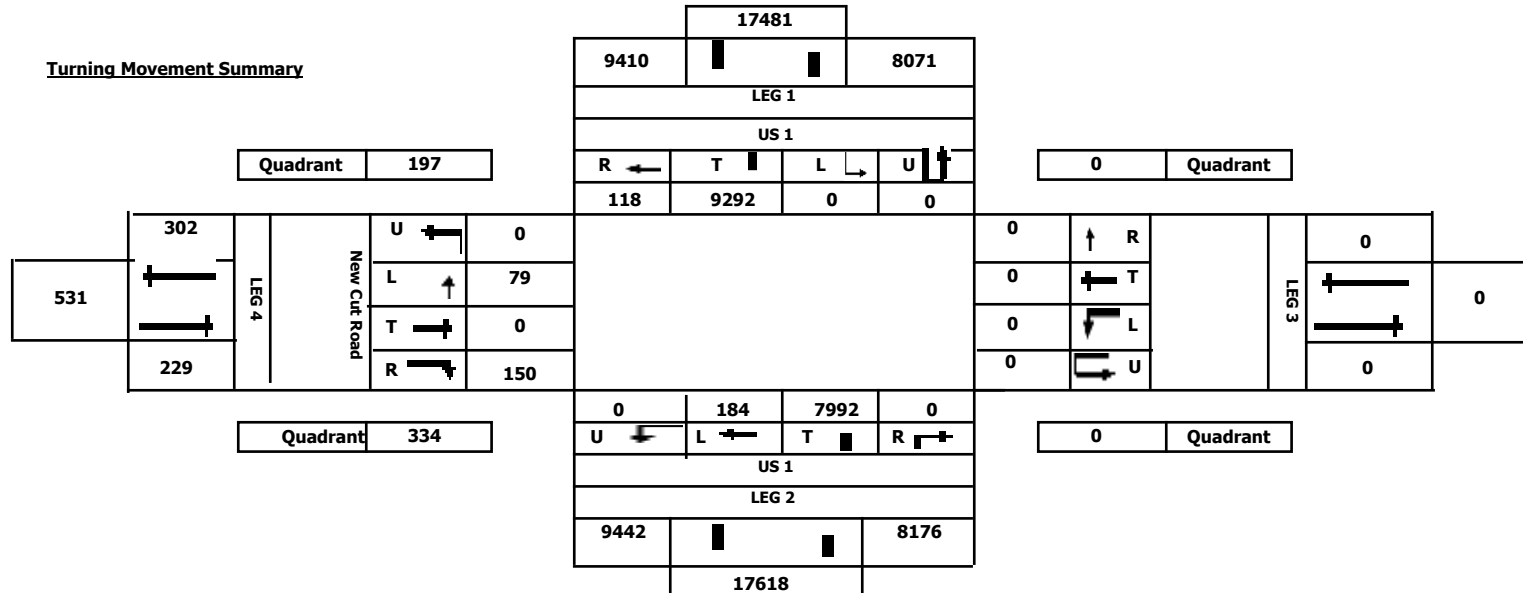 17481
9410 8071
Turning Movement Summary
LEG 1
US 1
Quadrant 197
R T L U
0 Quadrant
118 9292 0 0
302
U 0
0 R
0
L 79
0 T
531
LEG 4
New Cut Road
LEG 3
0
T 0
0 L
229
R 150
0 U
0
0 184 7992 0
Quadrant 334
U L T R
0 Quadrant
US 1
LEG 2
9442 8176
17618